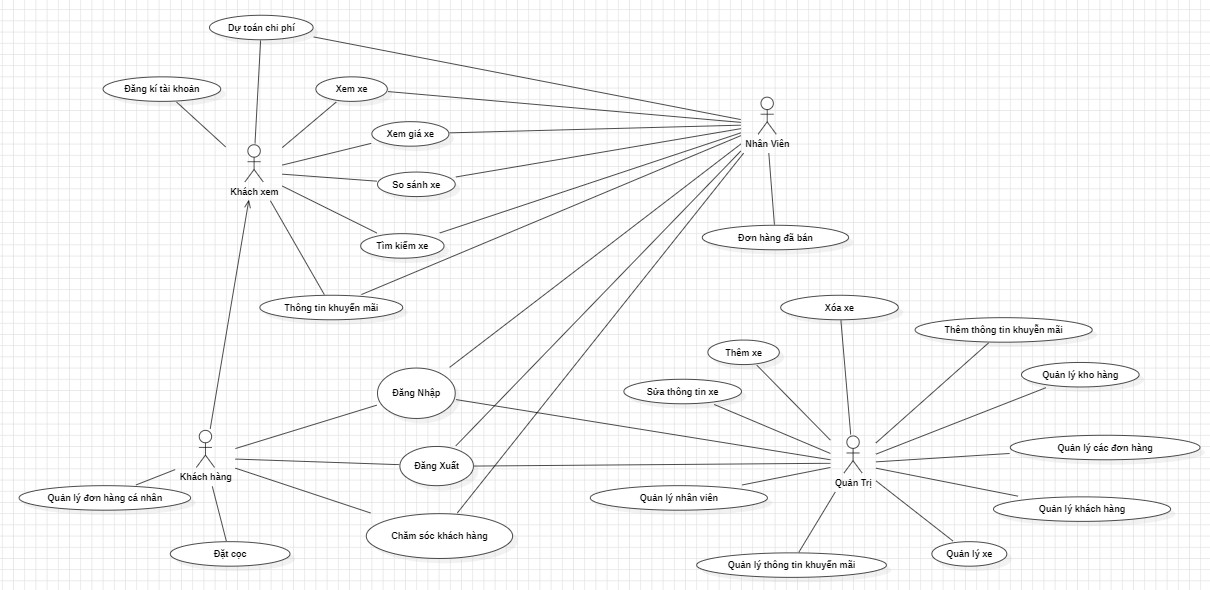 Dự toán chi phí
Đăng kí tài khoản
Xem xe
Xem giá xe
Nhân Viên
So sánh xe
Khách xem
Tìm kiếm xe
Đơn hàng đã bán
Thông tin khuyến mãi
Xóa xe
Thêm thông tin khuyễn mãi
Thêm xe
Quản lý kho hàng
Sửa thông tin xe
Đăng Nhập
Quản lý các đơn hàng
Đăng Xuất
Khách hàng
Quản Trị
Quản lý đơn hàng cá nhân
Quản lý nhân viên
Quản lý khách hàng
Chăm sóc khách hàng
Đặt cọc
Quản lý xe
Quản lý thông tin khuyến mãi